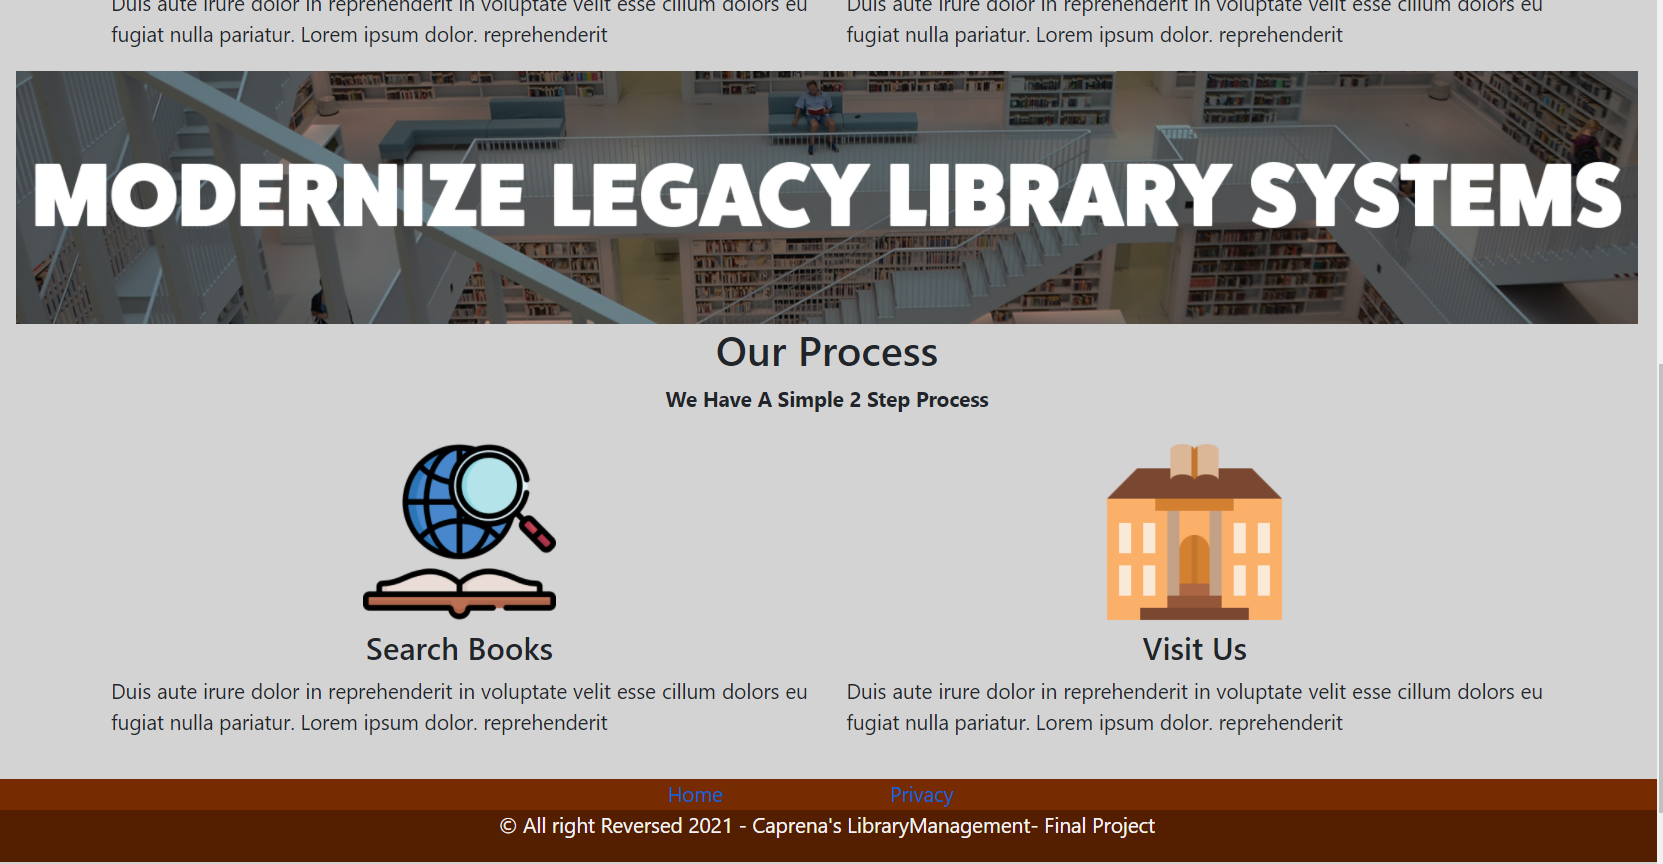 Duis aute irure dolor in reprehenderit in voluptate velit esse cillum dolors eu
fugiat nulla pariatur. Lorem ipsum dolor. reprehenderit
Duis aute irure dolor in reprehenderit in voluptate velit esse cillum dolors eu
fugiat nulla pariatur. Lorem ipsum dolor. reprehenderit
MODERNIZE LEGACY LIBRARY SYSTEMS
Our Process
We Have A Simple 2 Step Process
Search Books
Duis aute irure dolor in reprehenderit in voluptate velit esse cillum dolors eu
fugiat nulla pariatur. Lorem ipsum dolor. reprehenderit
Visit Us
Duis aute irure dolor in reprehenderit in voluptate velit esse cillum dolors eu
fugiat nulla pariatur. Lorem ipsum dolor. reprehenderit
Home Privacy
© All right Reversed 2021 - Caprena's LibraryManagement- Final Project